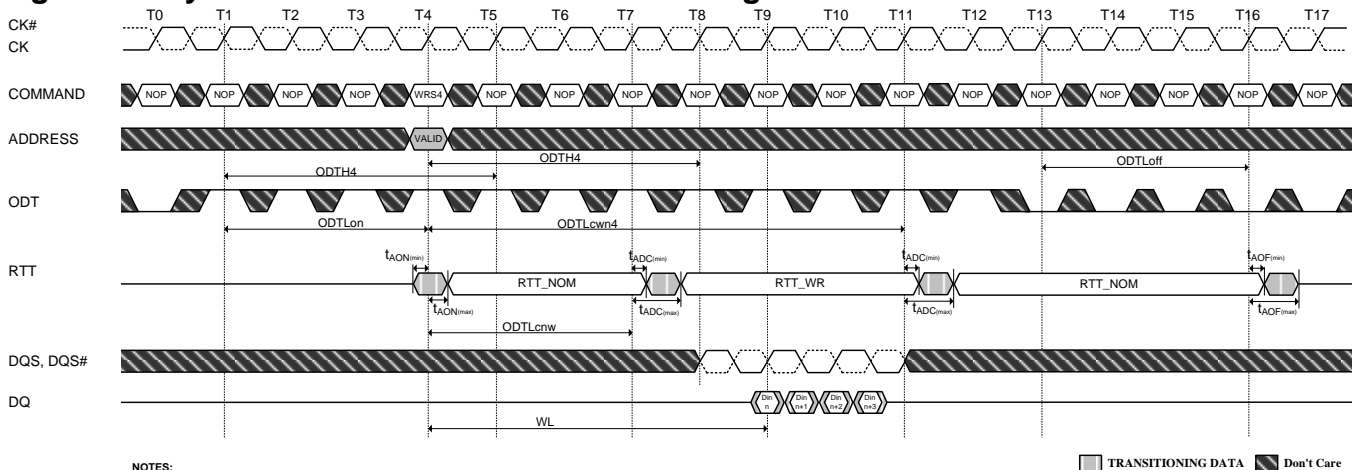 T0 T1 T2 T3 T4 T5 T6 T7 T8 T9 T10 T11 T12 T13 T14 T15 T16 T17
CK#
CK
COMMAND NOP NOP NOP NOP WRS4 NOP NOP NOP NOP NOP NOP NOP NOP NOP NOP NOP NOP NOP
ADDRESS VALID
ODTH4 ODTLoff
ODTH4
ODT
ODTLon ODTLcwn4
tAON(min) tADC(min) tADC(min) tAOF(min)
RTT RTT_NOM RTT_WR RTT_NOM
tAON(max) tADC(max) tADC(max) tAOF(max)
ODTLcnw
DQS, DQS#
DQ Din n Din n+1 Din n+2 Din n+3
WL
NOTES: TRANSITIONING DATA Don't Care